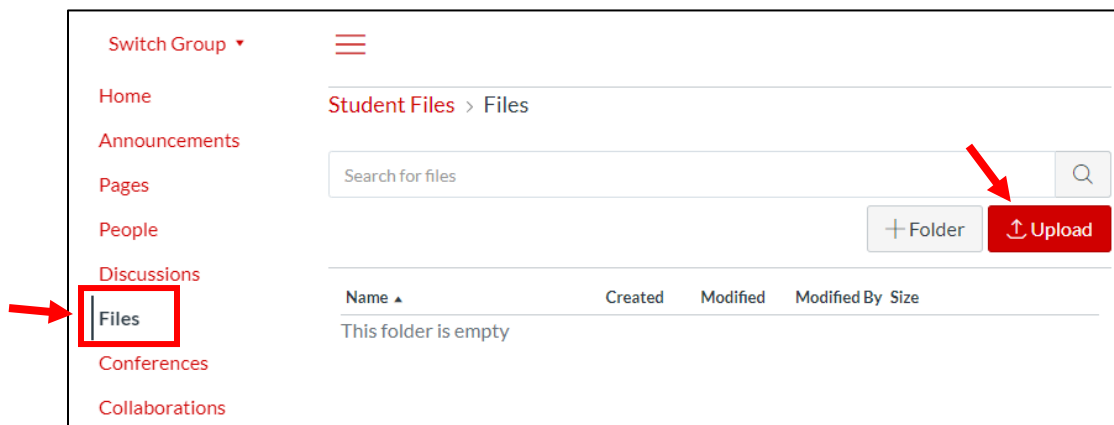 Switch Group
Home
Announcements
Pages
People
Discussions
Files
Conferences
Collaborations
Student Files > Files
Search for files
+ Folder Upload
Name Created Modified Modified By Size
This folder is empty